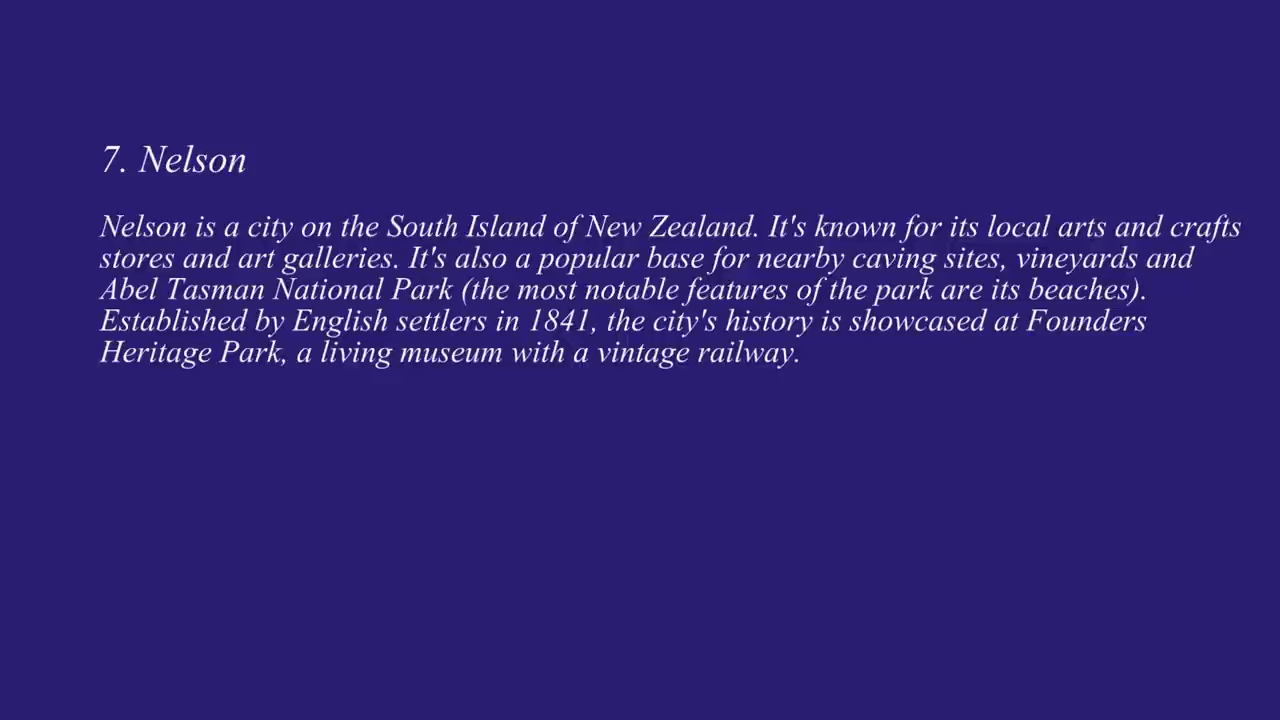 7. Nelson
Nelson is a city on the South Island of New Zealand. It's known for its local arts and crafts
stores and art galleries. It's also a popular base for nearby caving sites, vineyards and
Abel Tasman National Park (the most notable features of the park are its beaches).
Established by English settlers in 1841, the city's history is showcased at Founders
Heritage Park, a living museum with a vintage railway.